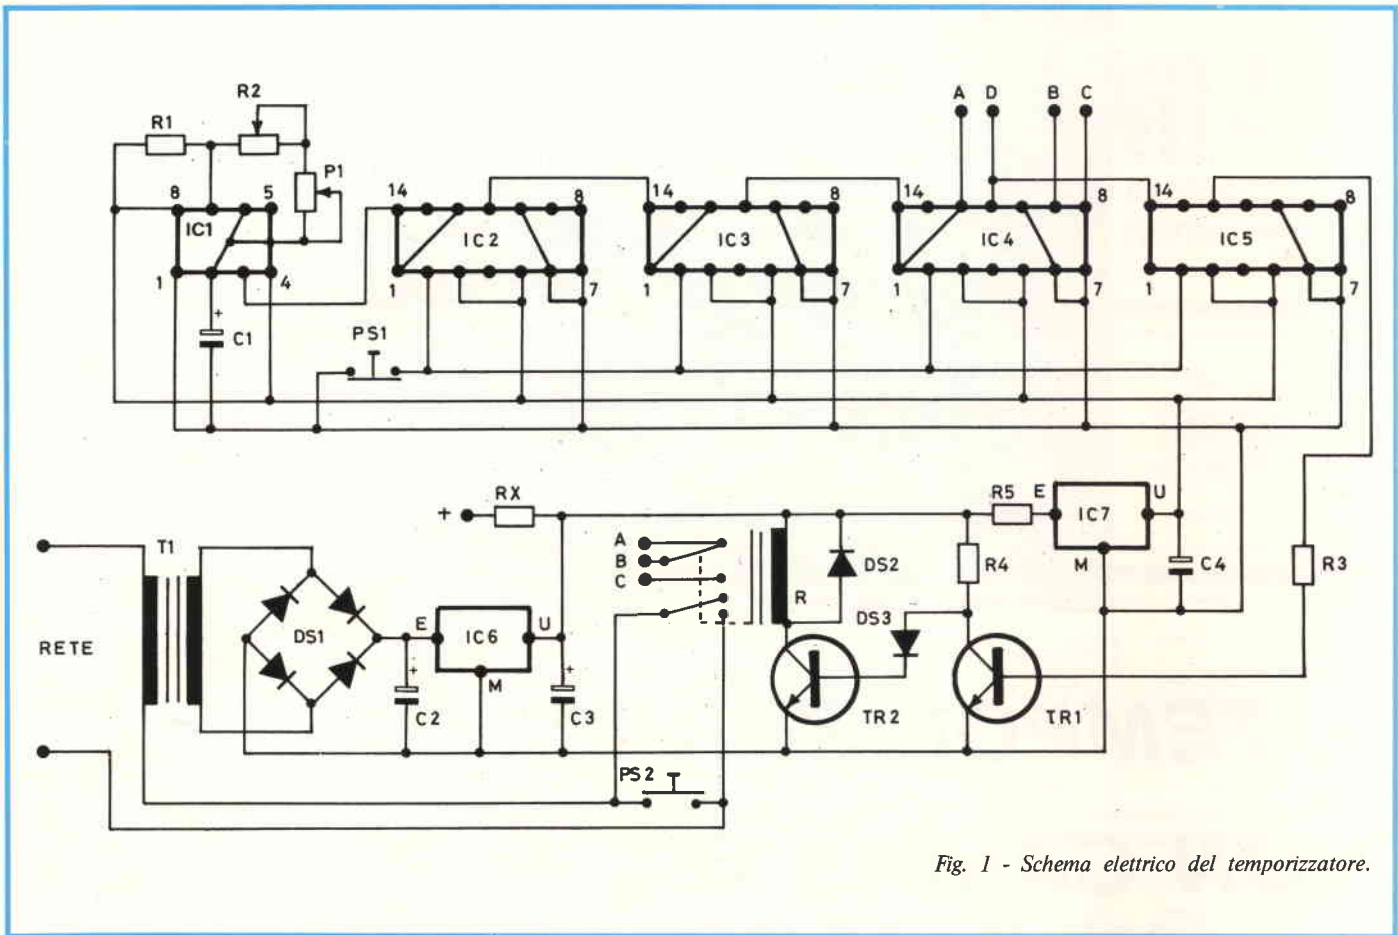 R2
A D B C
R1
P1
8 5
14 8
14 8
14 8
14 8
IC1
IC2
IC3
IC4
IC5
1 4
1 7
1 7
1 7
1 7
+
C1
PS1
RX
+
R5 E U
IC7
M
A
B
C
T1
DS2
R4
C4
R3
R
DS3
RETE
DS1
E U
IC6
M
+
C2
+
C3
TR2
TR1
PS2
Fig. 1 - Schema elettrico del temporizzatore.